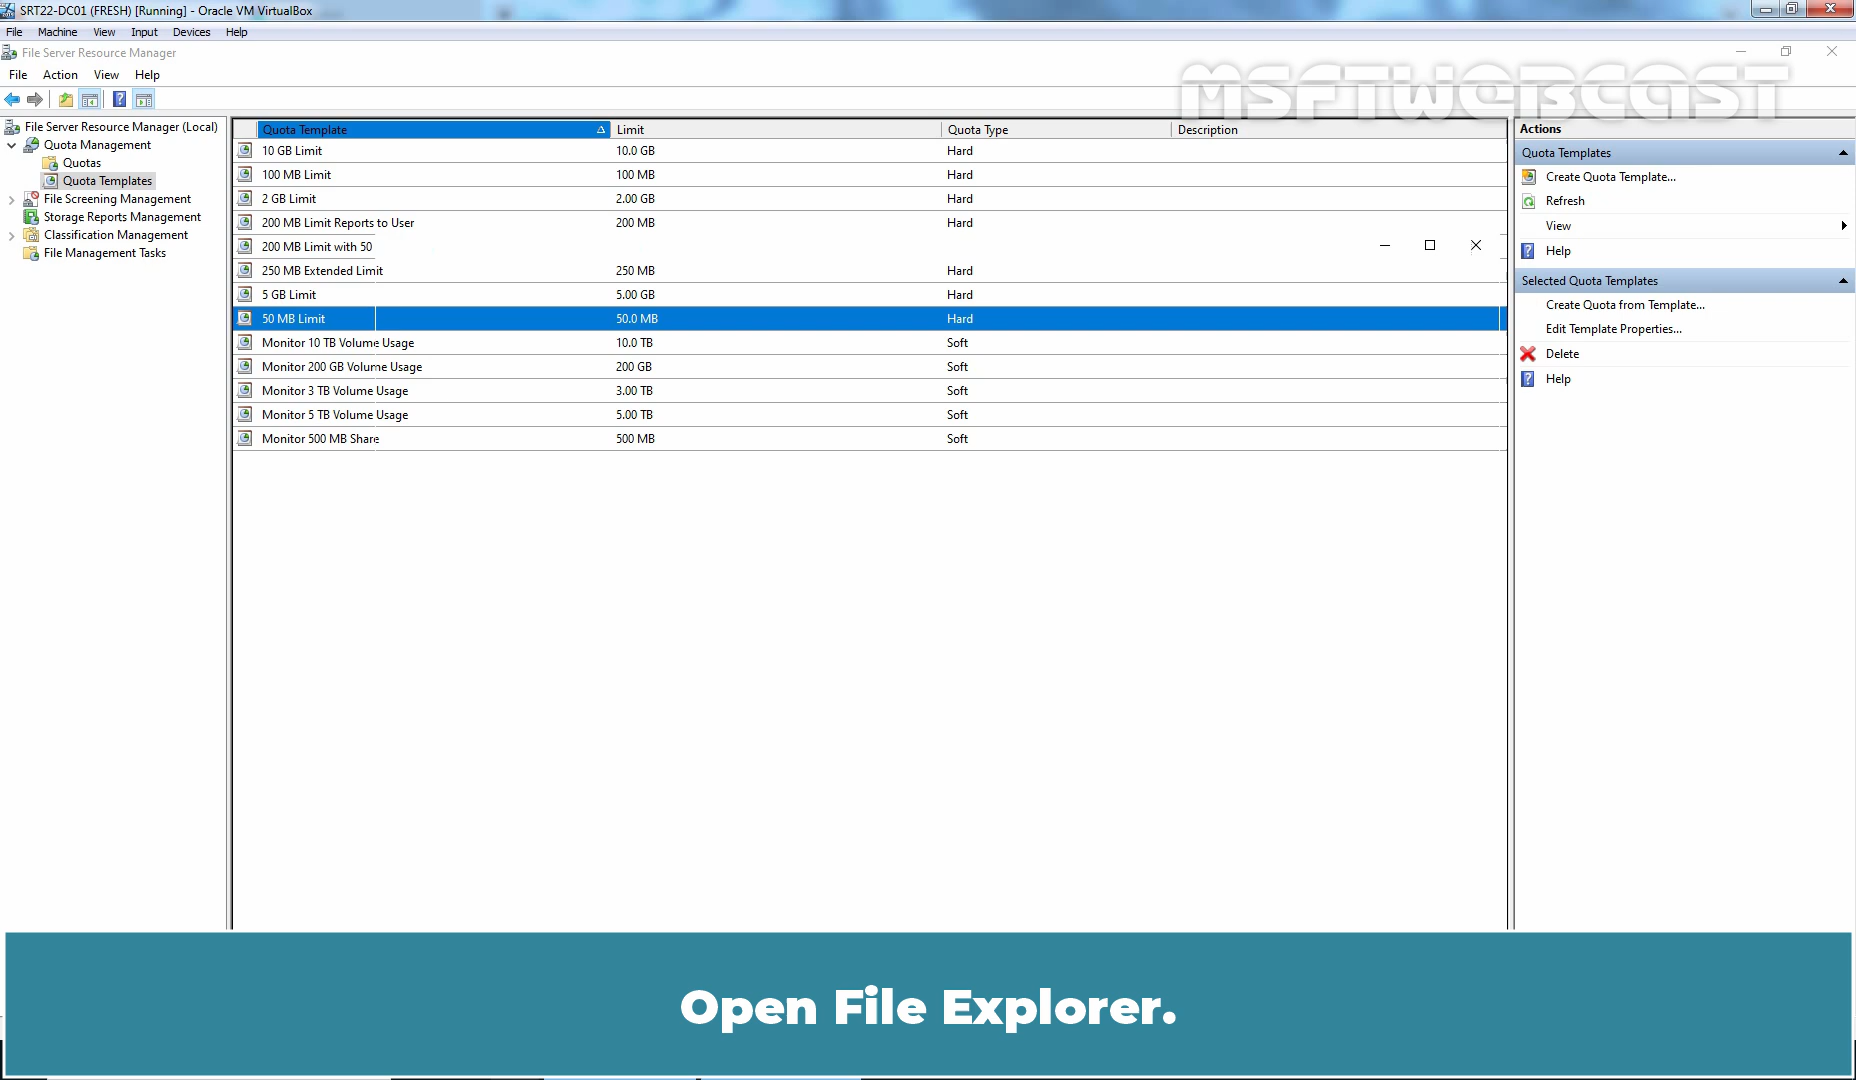 SRT22-DC01 (FRESH) [Running] - Oracle VM VirtualBox
File Machine View Input Devices Help
File Server Resource Manager
File Action View Help
MSFTWEBCAST
File Server Resource Manager (Local)
Quota Management
Quotas
Quota Templates
File Screening Management
Storage Reports Management
Classification Management
File Management Tasks
Quota Template Limit Quota Type Description
10 GB Limit 10.0 GB Hard
100 MB Limit 100 MB Hard
2 GB Limit 2.00 GB Hard
200 MB Limit Reports to User 200 MB Hard
200 MB Limit with 50
250 MB Extended Limit 250 MB Hard
5 GB Limit 5.00 GB Hard
50 MB Limit 50.0 MB Hard
Monitor 10 TB Volume Usage 10.0 TB Soft
Monitor 200 GB Volume Usage 200 GB Soft
Monitor 3 TB Volume Usage 3.00 TB Soft
Monitor 5 TB Volume Usage 5.00 TB Soft
Monitor 500 MB Share 500 MB Soft
Actions
Quota Templates
Create Quota Template...
Refresh
View
Help
Selected Quota Templates
Create Quota from Template...
Edit Template Properties...
Delete
Help
Open File Explorer.